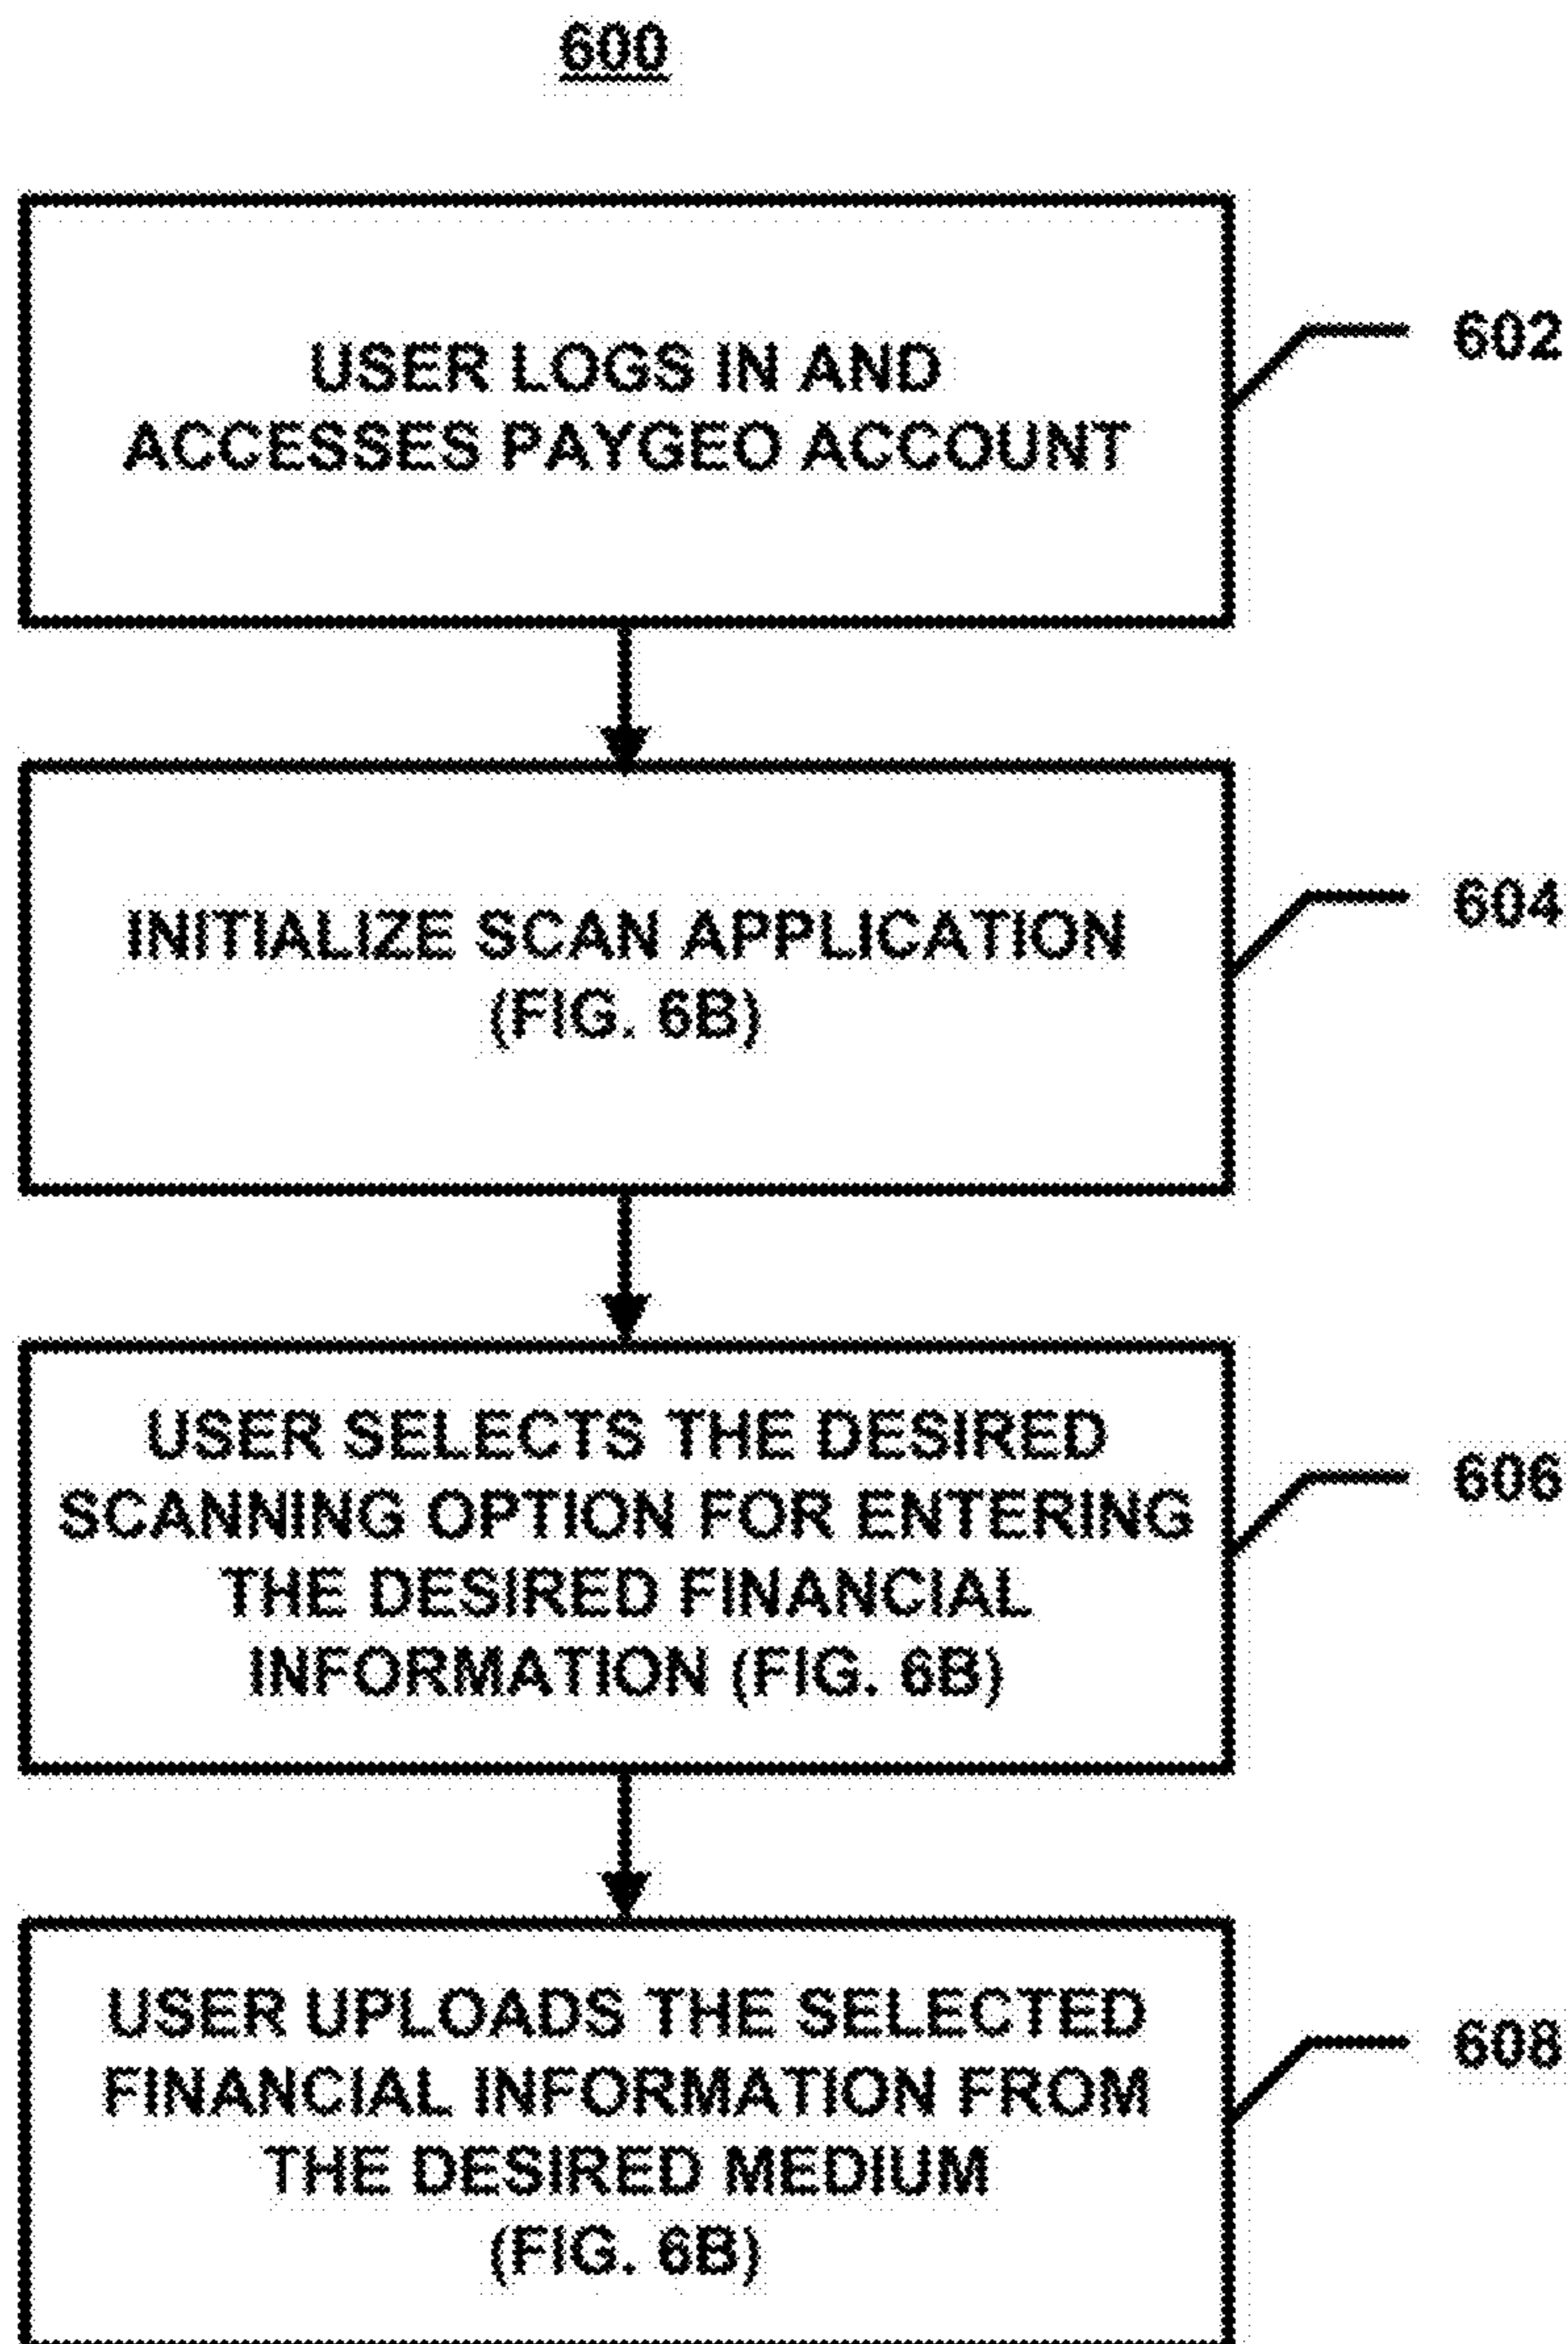 600
USER LOGS IN AND
ACCESSES PAYGEO ACCOUNT
602
INITIALIZE SCAN APPLICATION
(FIG. 6B)
604
USER SELECTS THE DESIRED
SCANNING OPTION FOR ENTERING
THE DESIRED FINANCIAL
INFORMATION (FIG. 6B)
606
USER UPLOADS THE SELECTED
FINANCIAL INFORMATION FROM
THE DESIRED MEDIUM
(FIG. 6B)
608